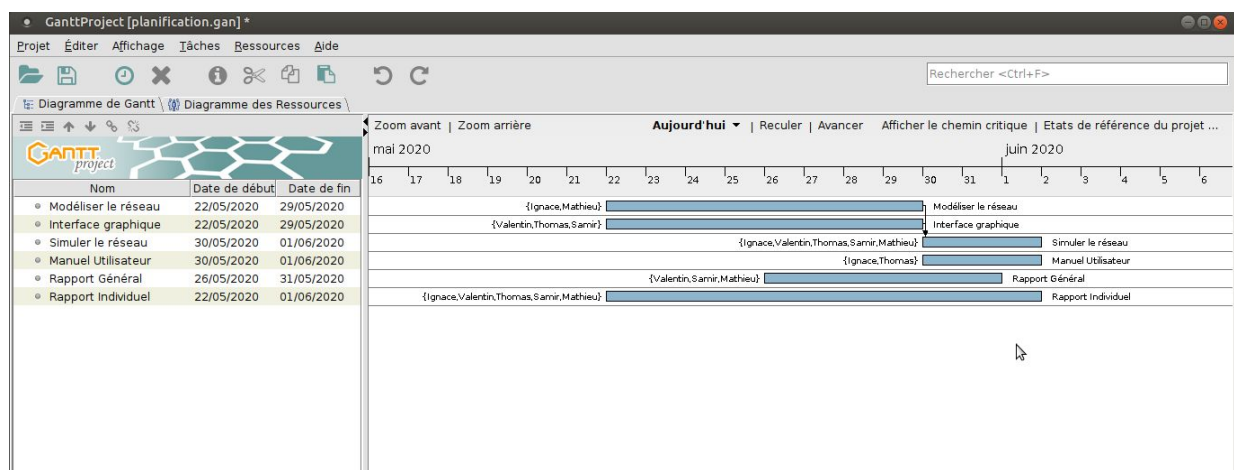 GanttProject [planification.gan] *
Projet Éditer Affichage Tâches Ressources Aide
Rechercher <Ctrl+F>
Diagramme de Gantt \ Diagramme des Ressources \
Zoom avant | Zoom arrière Aujourd'hui | Reculer | Avancer Afficher le chemin critique | Etats de référence du projet ...
GANTT project
mai 2020 juin 2020
16 17 18 19 20 21 22 23 24 25 26 27 28 29 30 31 1 2 3 4 5 6
Nom Date de début Date de fin
Modéliser le réseau 22/05/2020 29/05/2020 {Ignace,Mathieu} Modéliser le réseau
Interface graphique 22/05/2020 29/05/2020 {Valentin,Thomas,Samir} Interface graphique
Simuler le réseau 30/05/2020 01/06/2020 {Ignace,Valentin,Thomas,Samir,Mathieu} Simuler le réseau
Manuel Utilisateur 30/05/2020 01/06/2020 {Ignace,Thomas} Manuel Utilisateur
Rapport Général 26/05/2020 31/05/2020 {Valentin,Samir,Mathieu} Rapport Général
Rapport Individuel 22/05/2020 01/06/2020 {Ignace,Valentin,Thomas,Samir,Mathieu} Rapport Individuel